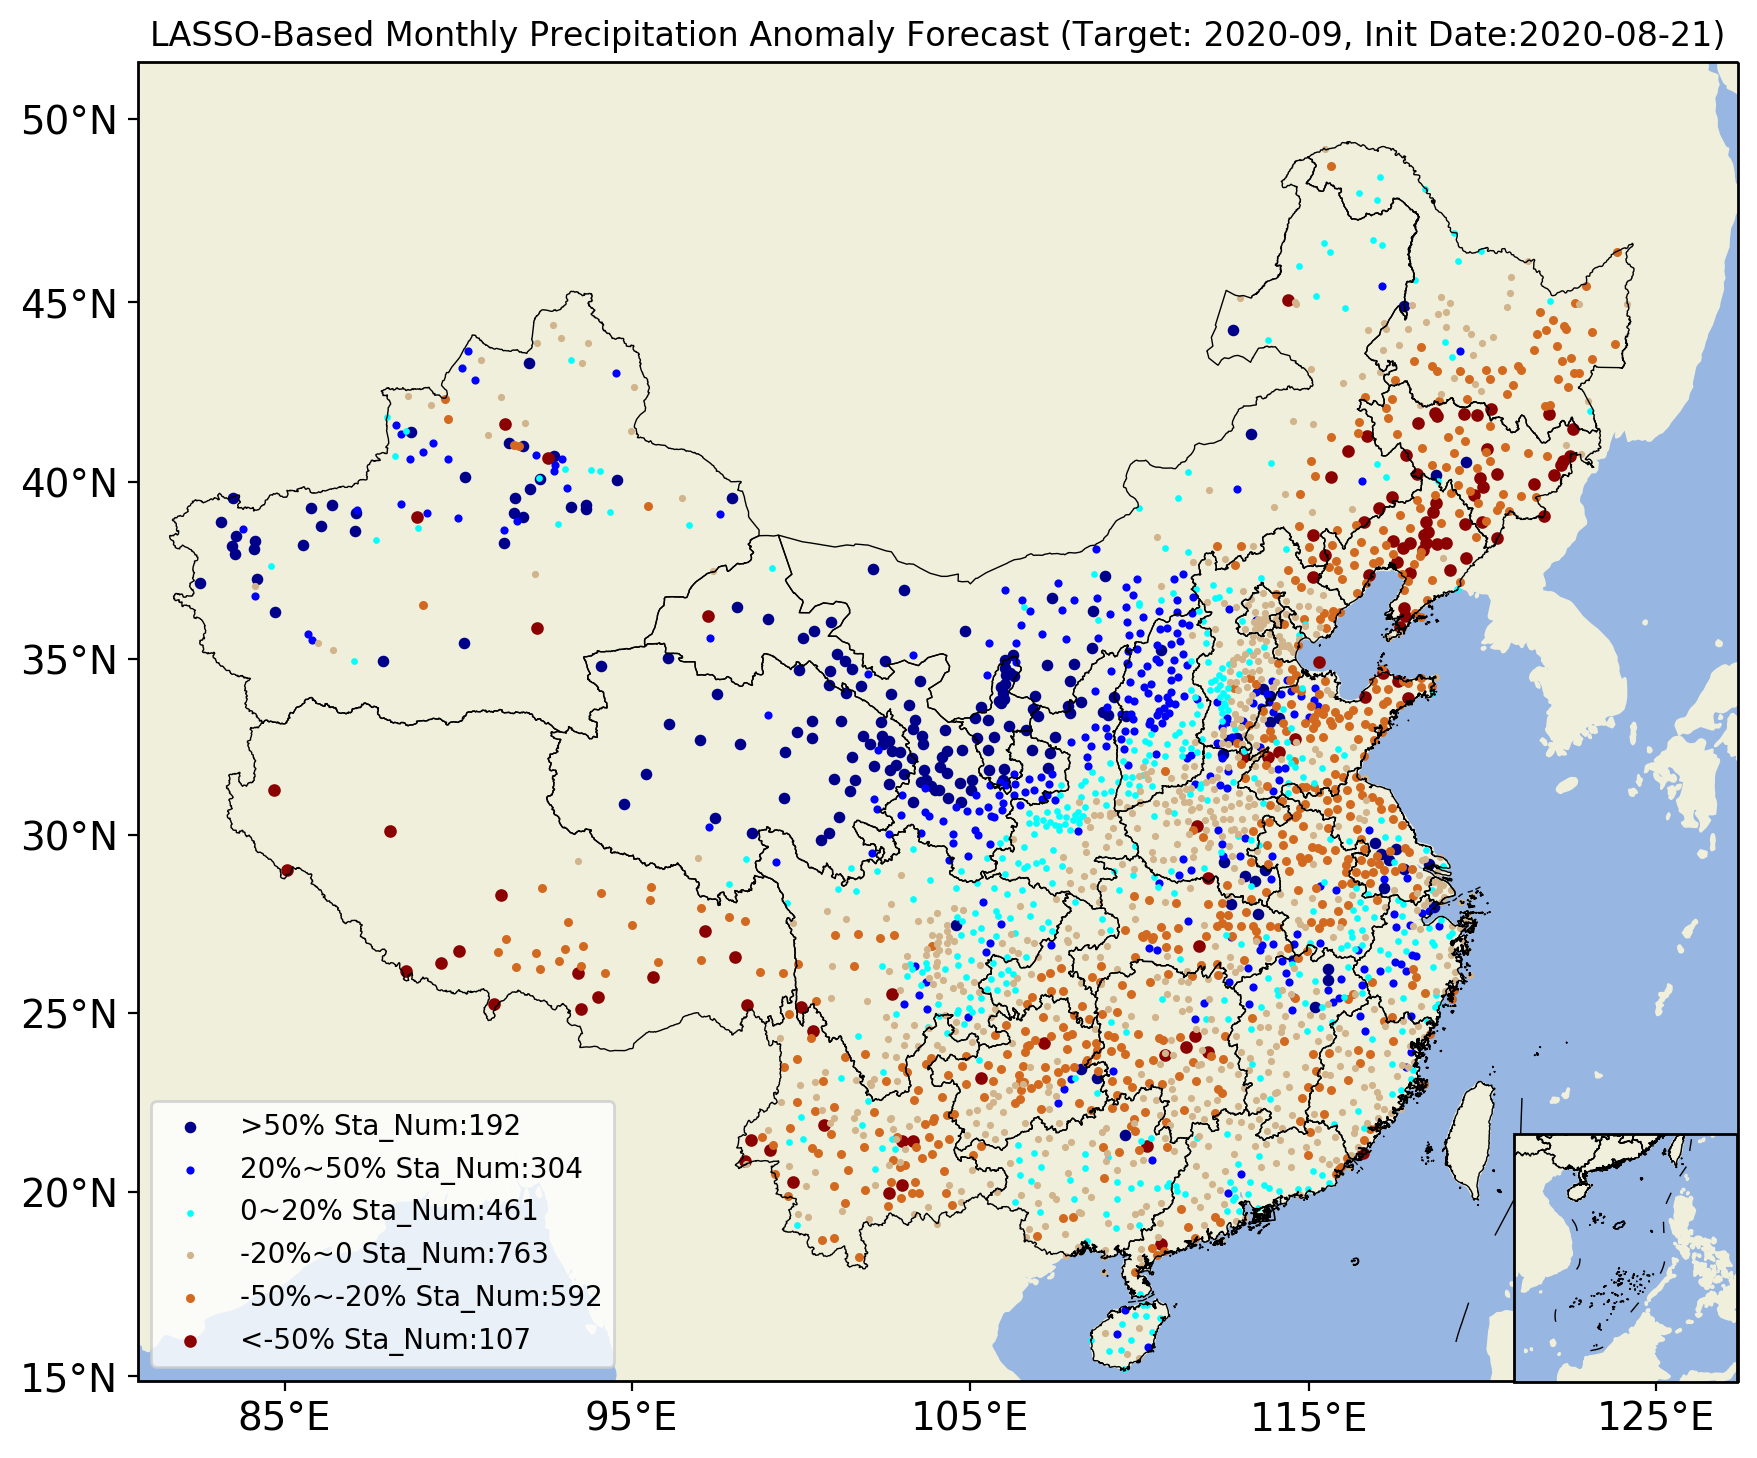 LASSO-Based Monthly Precipitation Anomaly Forecast (Target: 2020-09, Init Date:2020-08-21)
50°N
45°N
40°N
35°N
30°N
25°N
20°N
15°N
>50% Sta_Num:192
20%~50% Sta_Num:304
0~20% Sta_Num:461
-20%~0 Sta_Num:763
-50%~-20% Sta_Num:592
<-50% Sta_Num:107
85°E 95°E 105°E 115°E 125°E